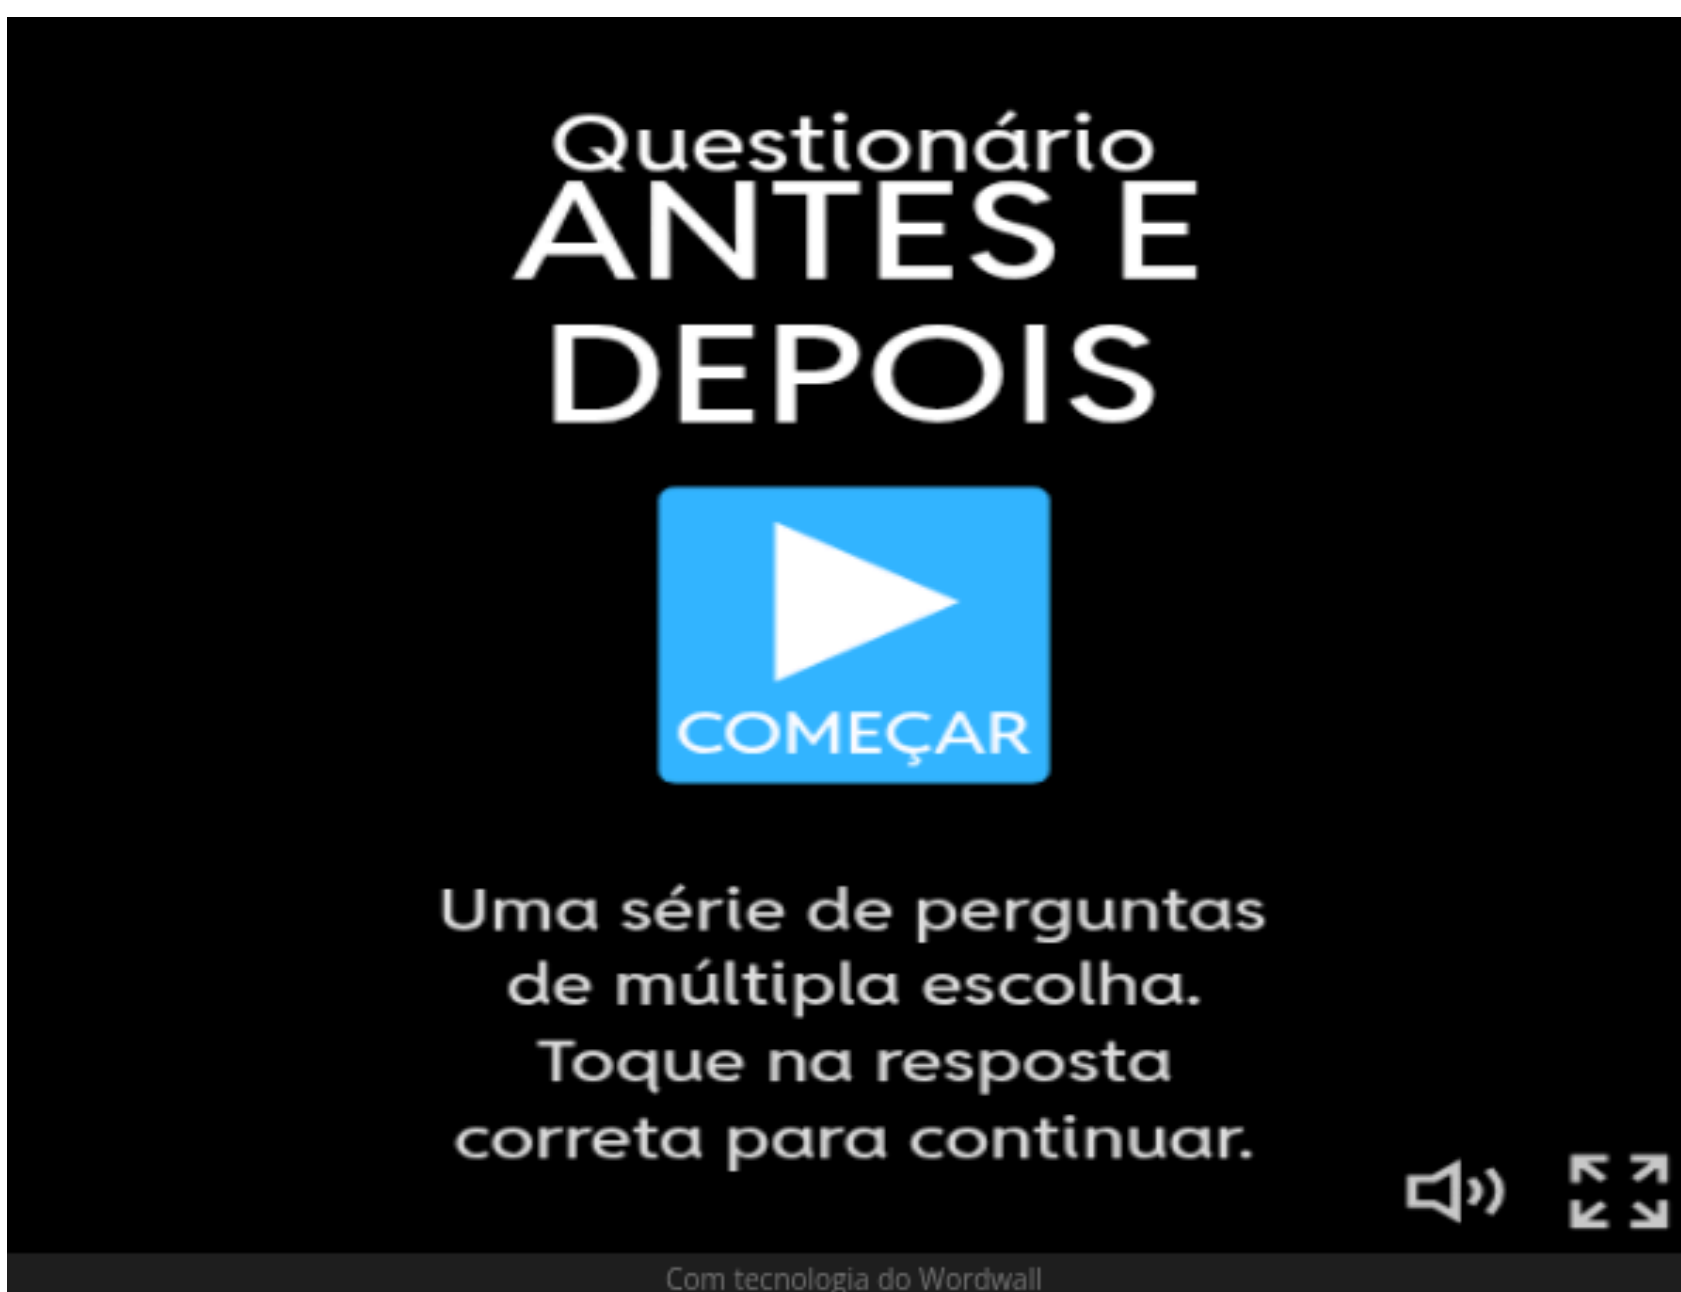 Questionário
ANTES E
DEPOIS
COMEÇAR
Uma série de perguntas
de múltipla escolha.
Toque na resposta
correta para continuar.
Com tecnologia do Wordwall